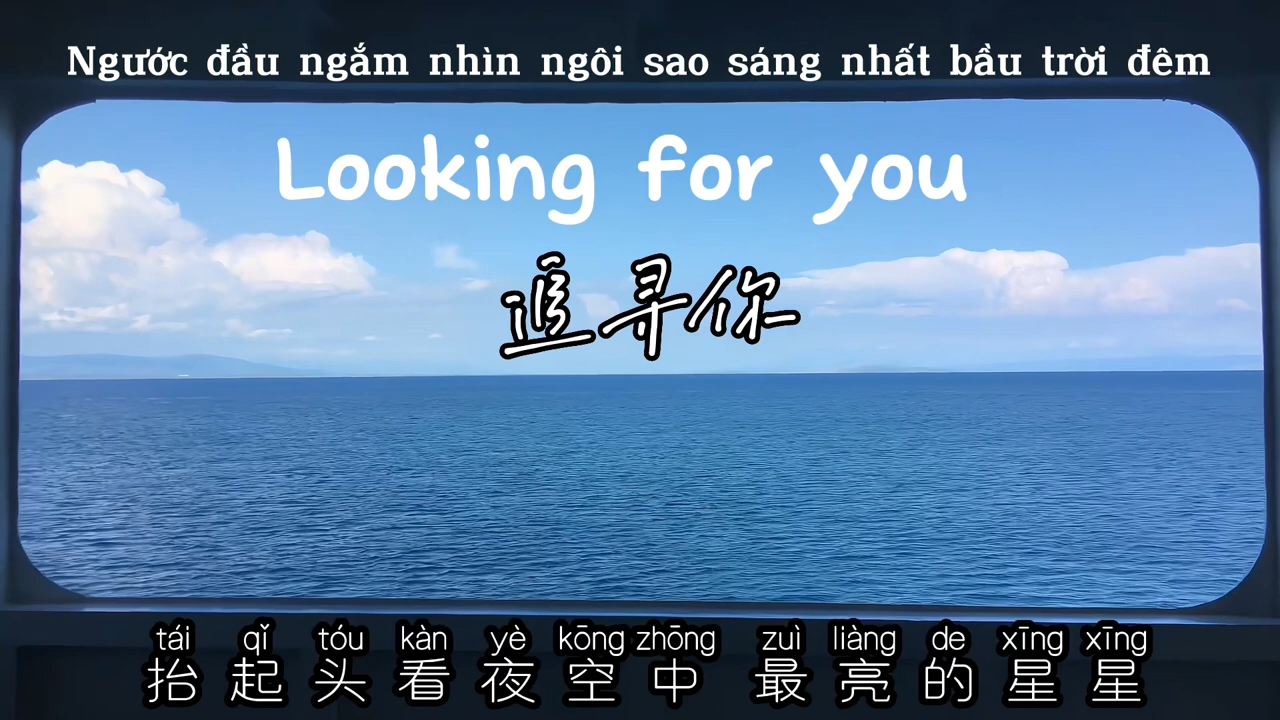 Ngước đầu ngắm nhìn ngôi sao sáng nhất bầu trời đêm
Looking for you
追寻你
tái qǐ tóu kàn yè kōng zhōng zuì liàng de xīng xīng
抬起头看夜空中 最亮的星星